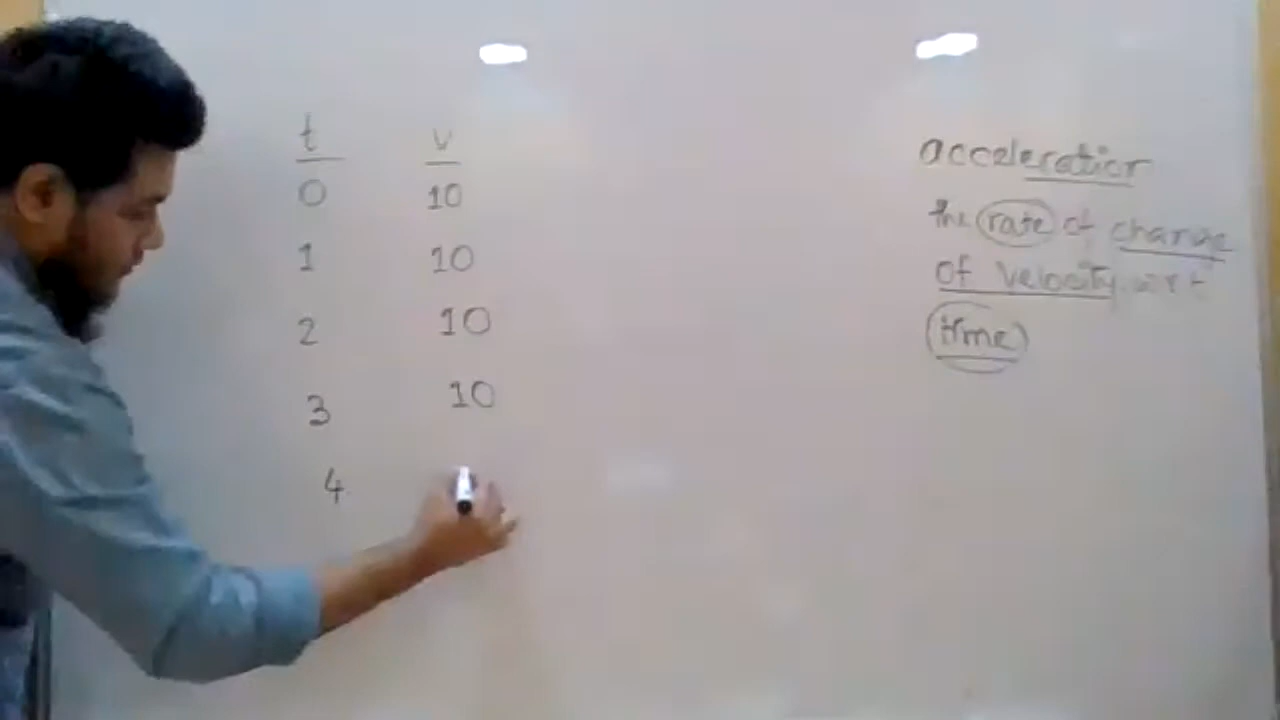 t v
0 10
1 10
2 10
3 10
4
acceleration
the rate of change
of velocity w.r.t
time